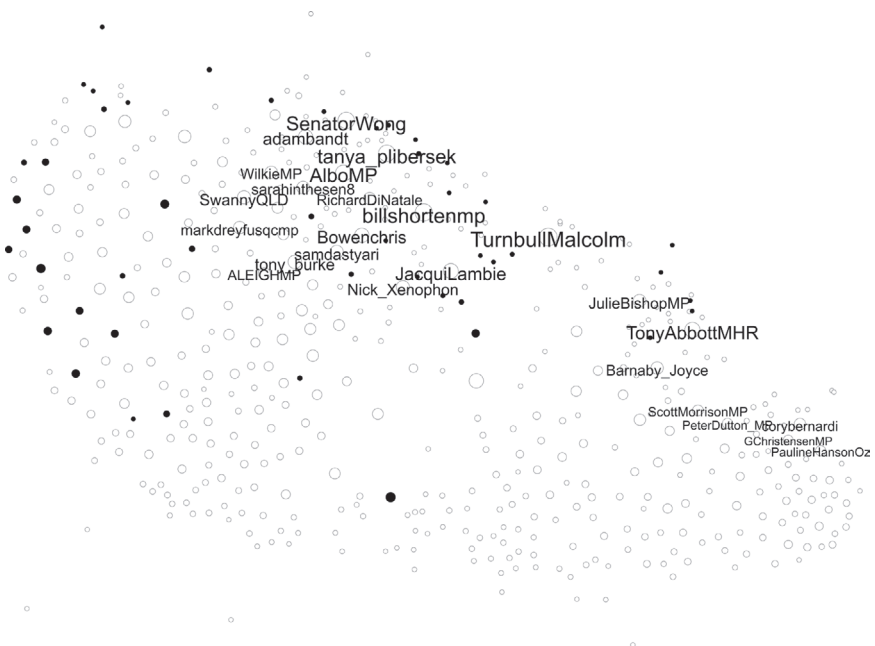 SenatorWong
adambandt
tanya_plibersek
WilkieMP
AlboMP
sarahinthesen8
SwannyQLD
RichardDiNatale
billshortenmp
markdreyfusqcmp
Bowenchris
TurnbullMalcolm
samdastyari
tony_burke
ALEIGHMP
JacquiLambie
Nick_Xenophon
JulieBishopMP
TonyAbbottMHR
Barnaby_Joyce
ScottMorrisonMP
PeterDutton_MP
corybernardi
GChristensenMP
PaulineHansonOz